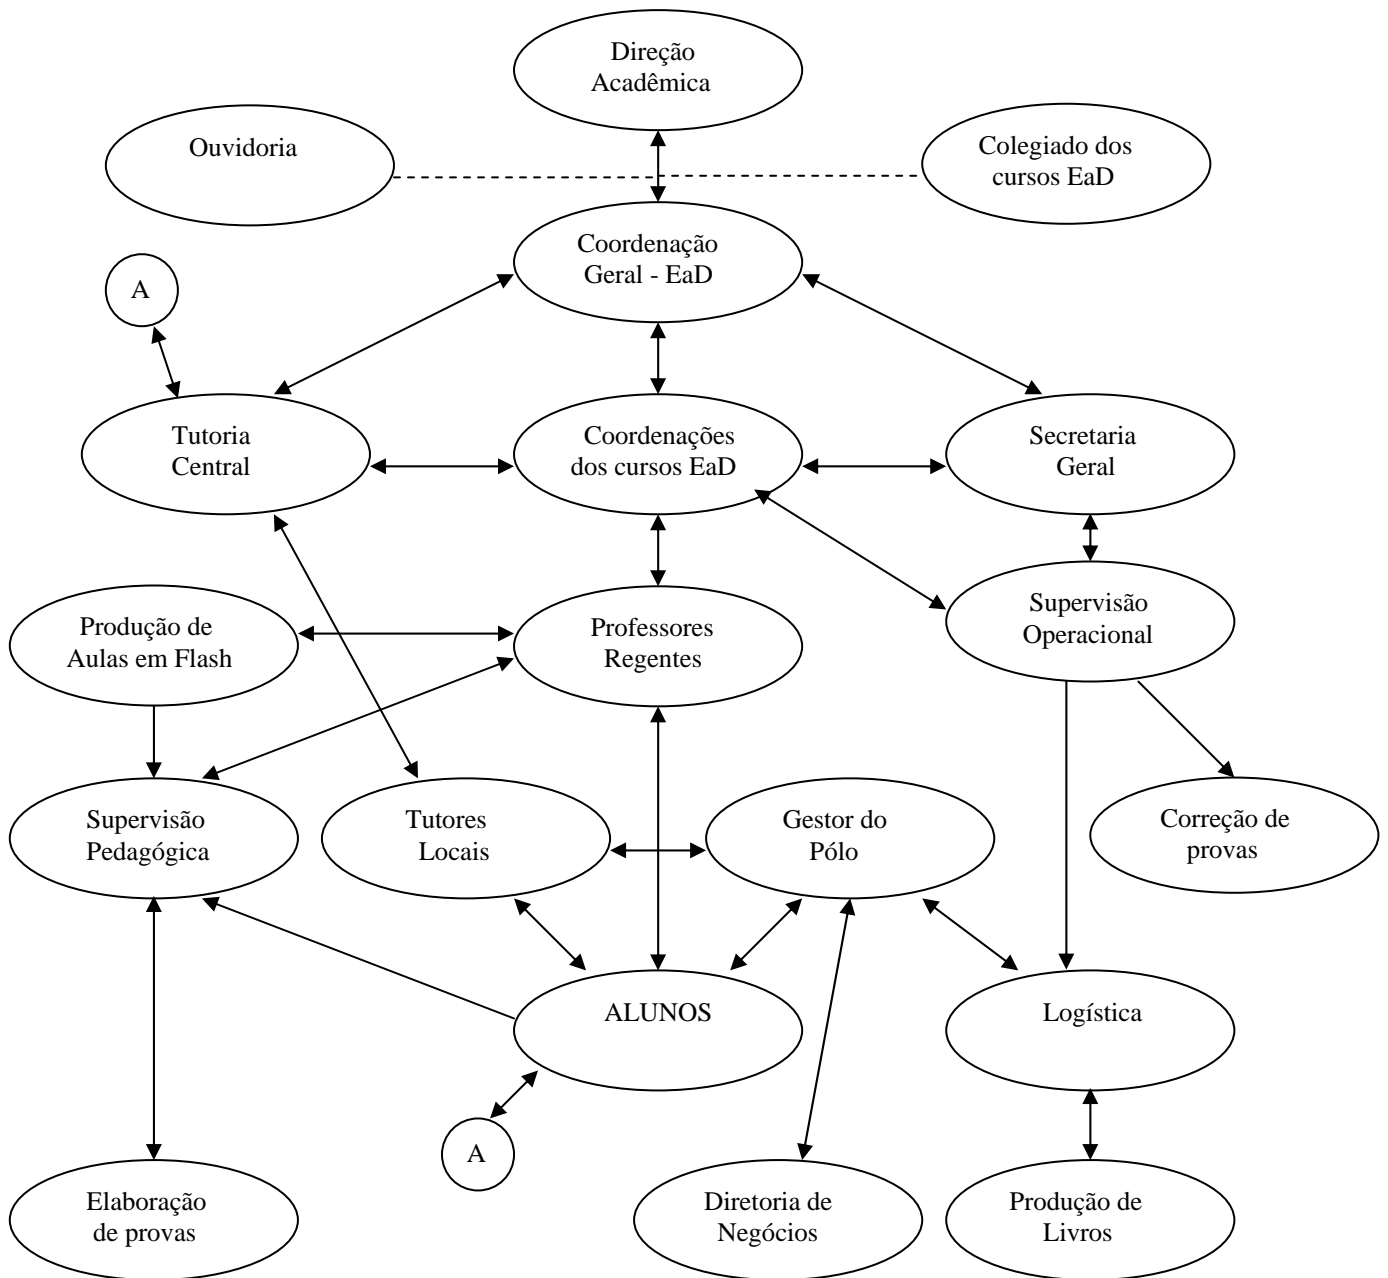 Direção
Acadêmica
Ouvidoria
Colegiado dos
cursos EaD
Coordenação
Geral - EaD
A
Tutoria
Central
Coordenações
dos cursos EaD
Secretaria
Geral
Produção de
Aulas em Flash
Professores
Regentes
Supervisão
Operacional
Supervisão
Pedagógica
Tutores
Locais
Gestor do
Pólo
Correção de
provas
ALUNOS
Logística
A
Elaboração
de provas
Diretoria de
Negócios
Produção de
Livros